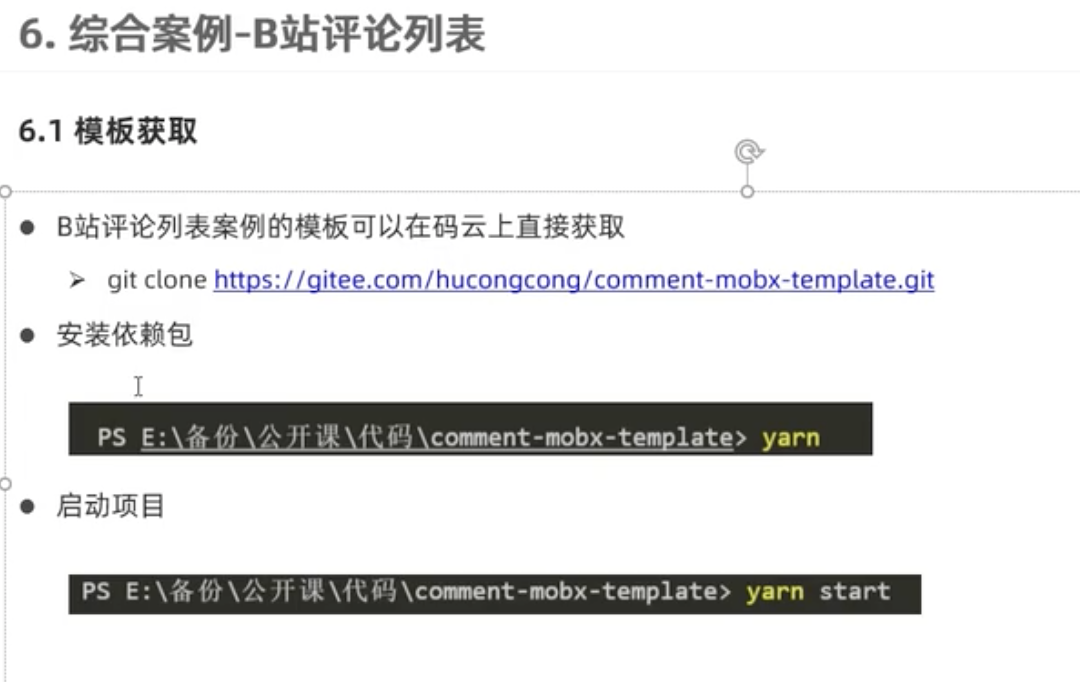 6. 综合案例-B站评论列表
6.1 模板获取
B站评论列表案例的模板可以在码云上直接获取
git clone https://gitee.com/hucongcong/comment-mobx-template.git
安装依赖包
PS E:\备份\公开课\代码\comment-mobx-template> yarn
启动项目
PS E:\备份\公开课\代码\comment-mobx-template> yarn start